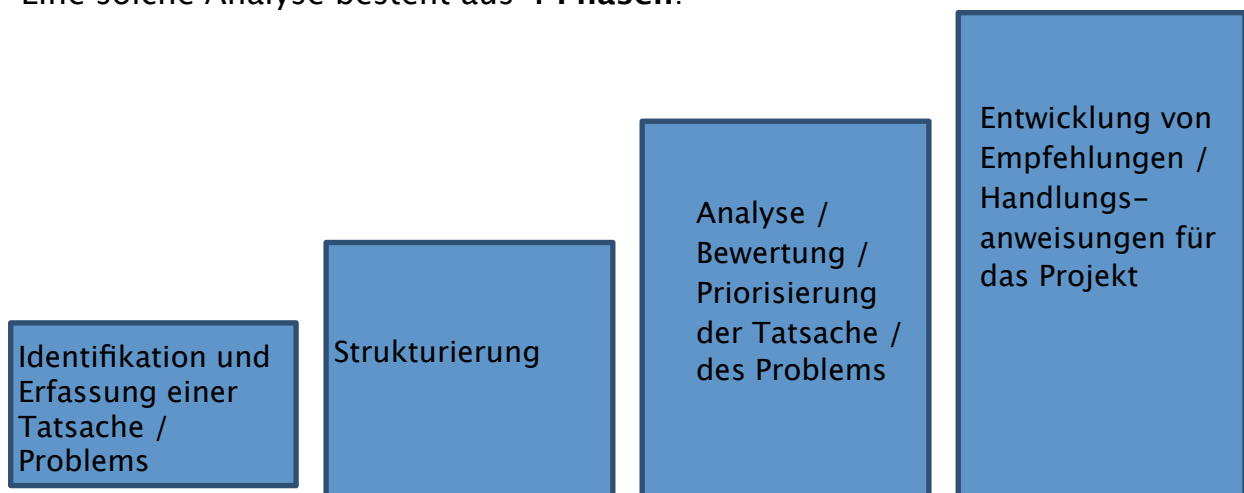 Eine solche Analyse besteht aus 4 Phasen:
Identifikation und
Erfassung einer
Tatsache /
Problems
Strukturierung
Analyse /
Bewertung /
Priorisierung
der Tatsache /
des Problems
Entwicklung von
Empfehlungen /
Handlungs-
anweisungen für
das Projekt